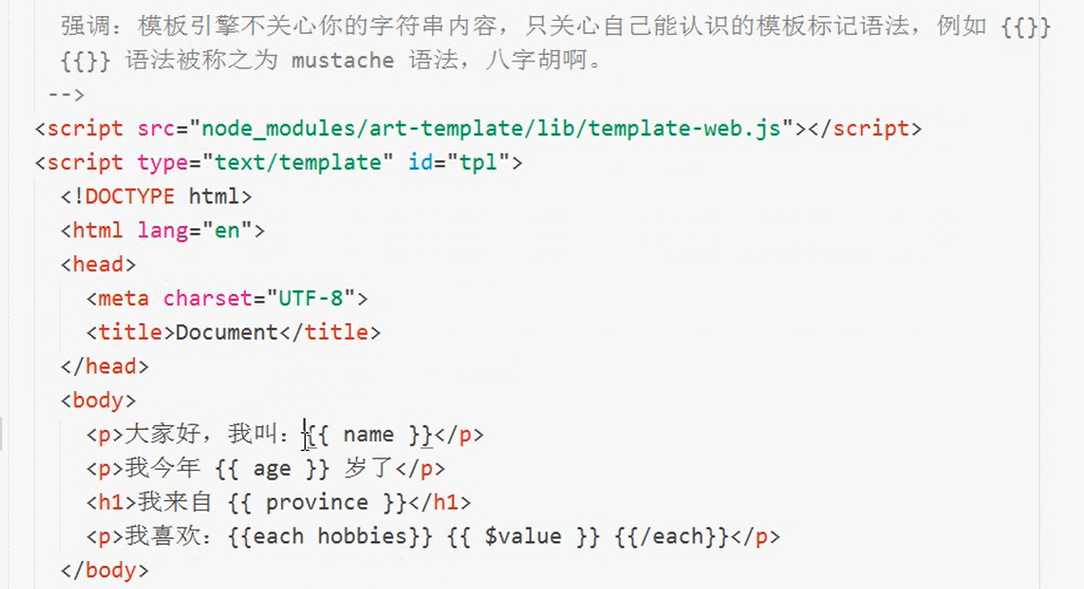 强调：模板引擎不关心你的字符串内容，只关心自己能认识的模板标记语法，例如 {{}}
{{}} 语法被称之为 mustache 语法，八字胡啊。
-->
<script src="node_modules/art-template/lib/template-web.js"></script>
<script type="text/template" id="tpl">
<!DOCTYPE html>
<html lang="en">
<head>
<meta charset="UTF-8">
<title>Document</title>
</head>
<body>
<p>大家好，我叫：{{ name }}</p>
<p>我今年 {{ age }} 岁了</p>
<h1>我来自 {{ province }}</h1>
<p>我喜欢：{{each hobbies}} {{ $value }} {{/each}}</p>
</body>